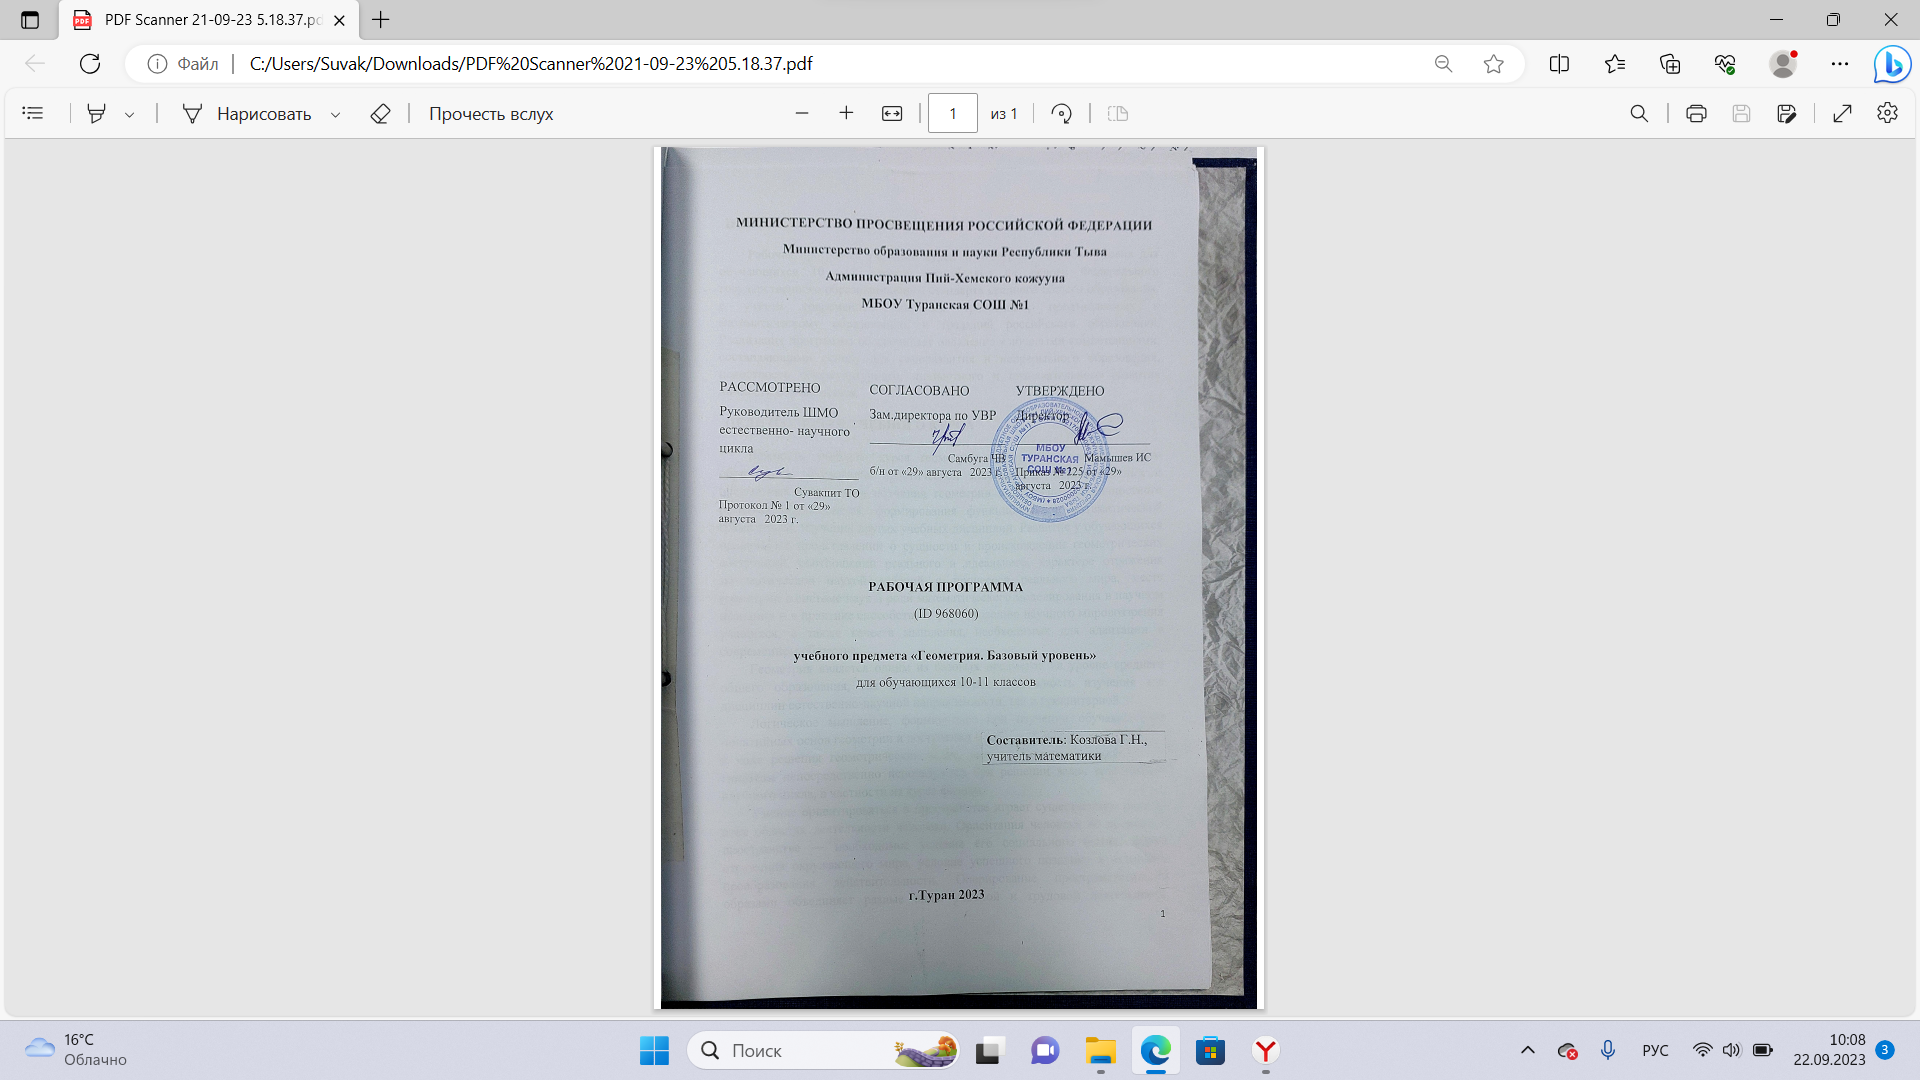 PDF Scanner 21-09-23 5.18.37.pd
Файл
C:/Users/Suvak/Downloads/PDF%20Scanner%2021-09-23%205.18.37.pdf
Нарисовать
Прочесть вслух
1
из 1
МИНИСТЕРСТВО ПРОСВЕЩЕНИЯ РОССИЙСКОЙ ФЕДЕРАЦИИ
Министерство образования и науки Республики Тыва
Администрация Пий-Хемского кожууна
МБОУ Туранская СОШ №1
РАССМОТРЕНО
Руководитель ШМО
естественно- научного
цикла
Сувакпит ТО
Протокол № 1 от «29»
августа 2023 г.
СОГЛАСОВАНО
Зам.директора по УВР
Самбуга ЧВ
б/н от «29» августа 2023 г.
УТВЕРЖДЕНО
Директор
Мамышев ИС
Приказ № 225 от «29»
августа 2023 г.
МБОУ
ТУРАНСКАЯ
СОШ №1
РАБОЧАЯ ПРОГРАММА
(ID 968060)
учебного предмета «Геометрия. Базовый уровень»
для обучающихся 10-11 классов
Составитель: Козлова Г.Н.,
учитель математики
г.Туран 2023
1
16°C
Облачно
Поиск
РУС
10:08
22.09.2023
3